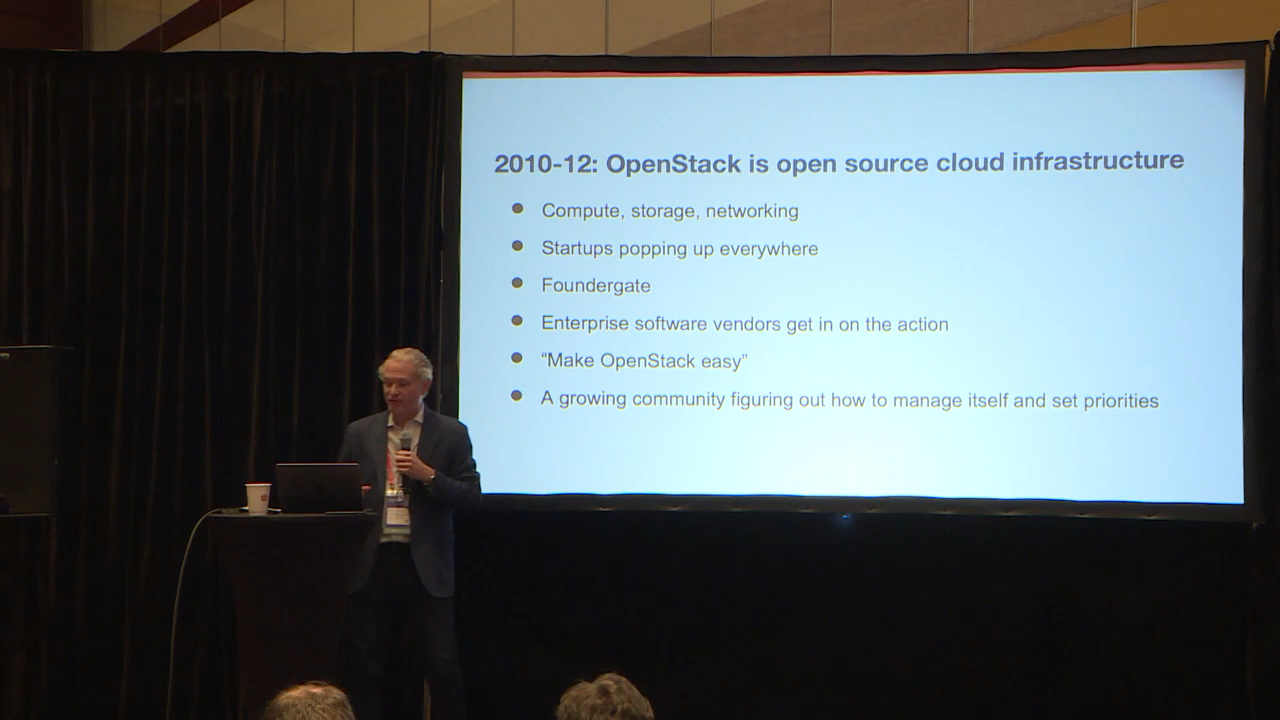 2010-12: OpenStack is open source cloud infrastructure
Compute, storage, networking
Startups popping up everywhere
Foundergate
Enterprise software vendors get in on the action
“Make OpenStack easy”
A growing community figuring out how to manage itself and set priorities